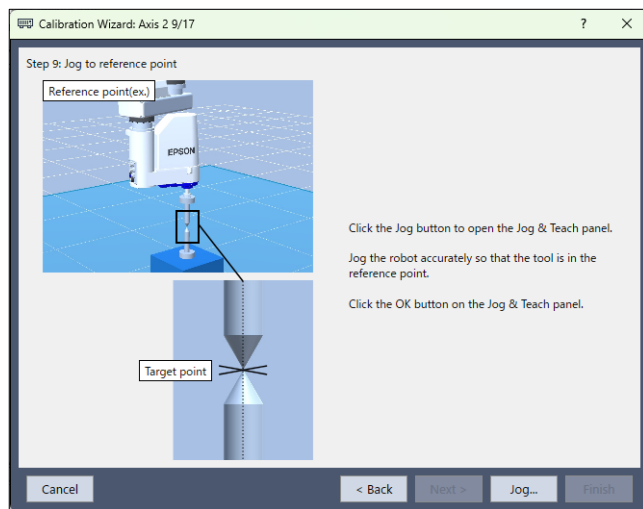 Calibration Wizard: Axis 2 9/17
?
Step 9: Jog to reference point
Reference point(ex.)
EPSON
Click the Jog button to open the Jog & Teach panel.
Jog the robot accurately so that the tool is in the
reference point.
Click the OK button on the Jog & Teach panel.
Target point
Cancel
< Back
Next >
Jog...
Finish